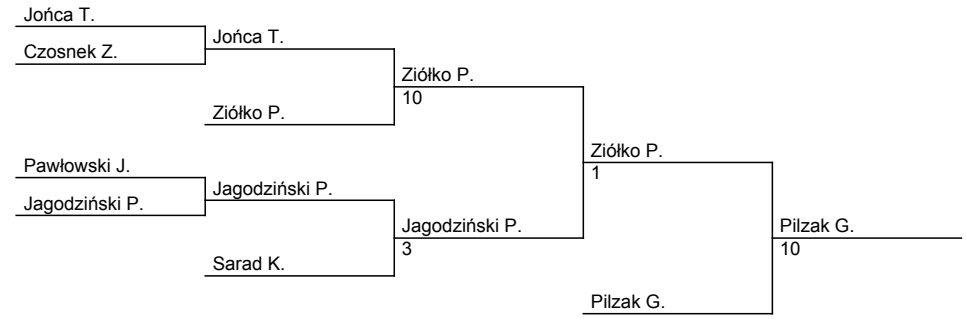 Jońca T.
Czosnek Z.
Jońca T.
Ziółko P.
Ziółko P.
10
Pawłowski J.
Jagodziński P.
Jagodziński P.
Sarad K.
Jagodziński P.
3
Ziółko P.
1
Pilzak G.
Pilzak G.
10